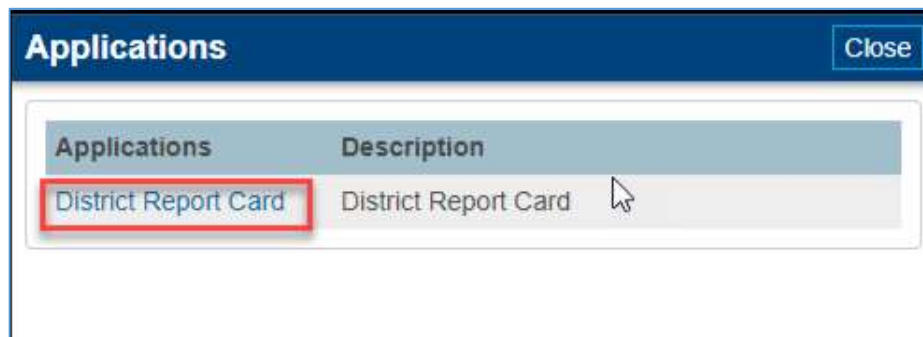 Applications Close
Applications Description
District Report Card District Report Card